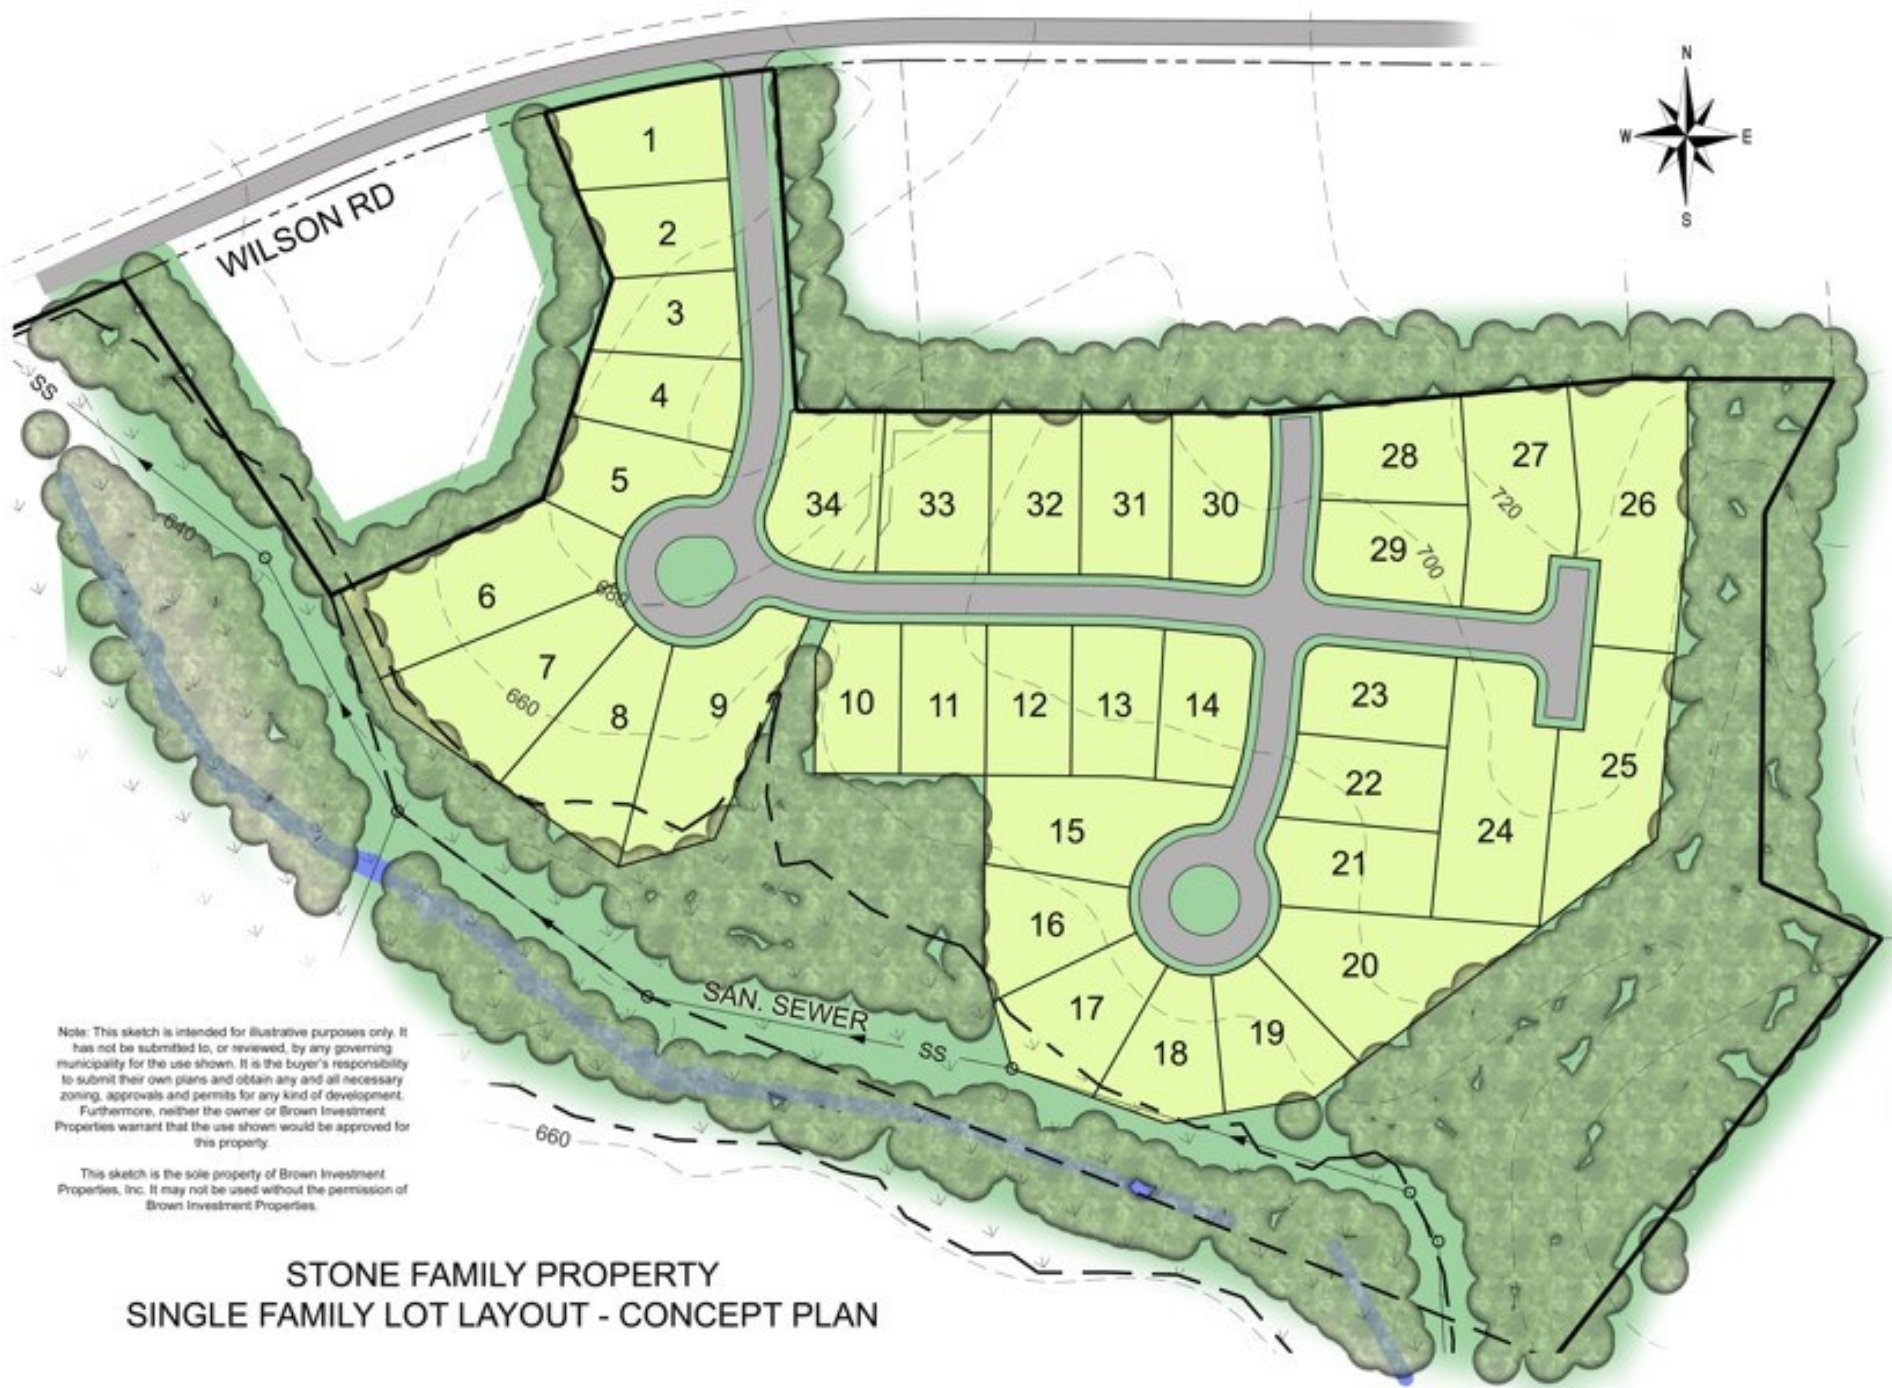 N
W E
S
WILSON RD
1
2
3
4
5
6
7
8
9
34 33 32 31 30
28 27 26
29
10 11 12 13 14
23
22
21
24
25
15
16
17
18
19
20
720
700
680
660
640
SS
SAN. SEWER
SS
660
Note: This sketch is intended for illustrative purposes only. It
has not be submitted to, or reviewed, by any governing
municipality for the use shown. It is the buyer's responsibility
to submit their own plans and obtain any and all necessary
zoning, approvals and permits for any kind of development.
Furthermore, neither the owner or Brown Investment
Properties warrant that the use shown would be approved for
this property.
This sketch is the sole property of Brown Investment
Properties, Inc. It may not be used without the permission of
Brown Investment Properties.
STONE FAMILY PROPERTY
SINGLE FAMILY LOT LAYOUT - CONCEPT PLAN